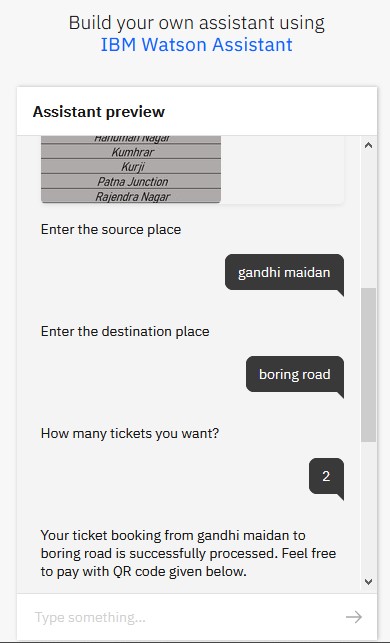 Build your own assistant using
IBM Watson Assistant
Assistant preview
Hanuman Nagar
Kumhrar
Kurji
Patna Junction
Rajendra Nagar
Enter the source place
gandhi maidan
Enter the destination place
boring road
How many tickets you want?
2
Your ticket booking from gandhi maidan to
boring road is successfully processed. Feel free
to pay with QR code given below.
Type something...